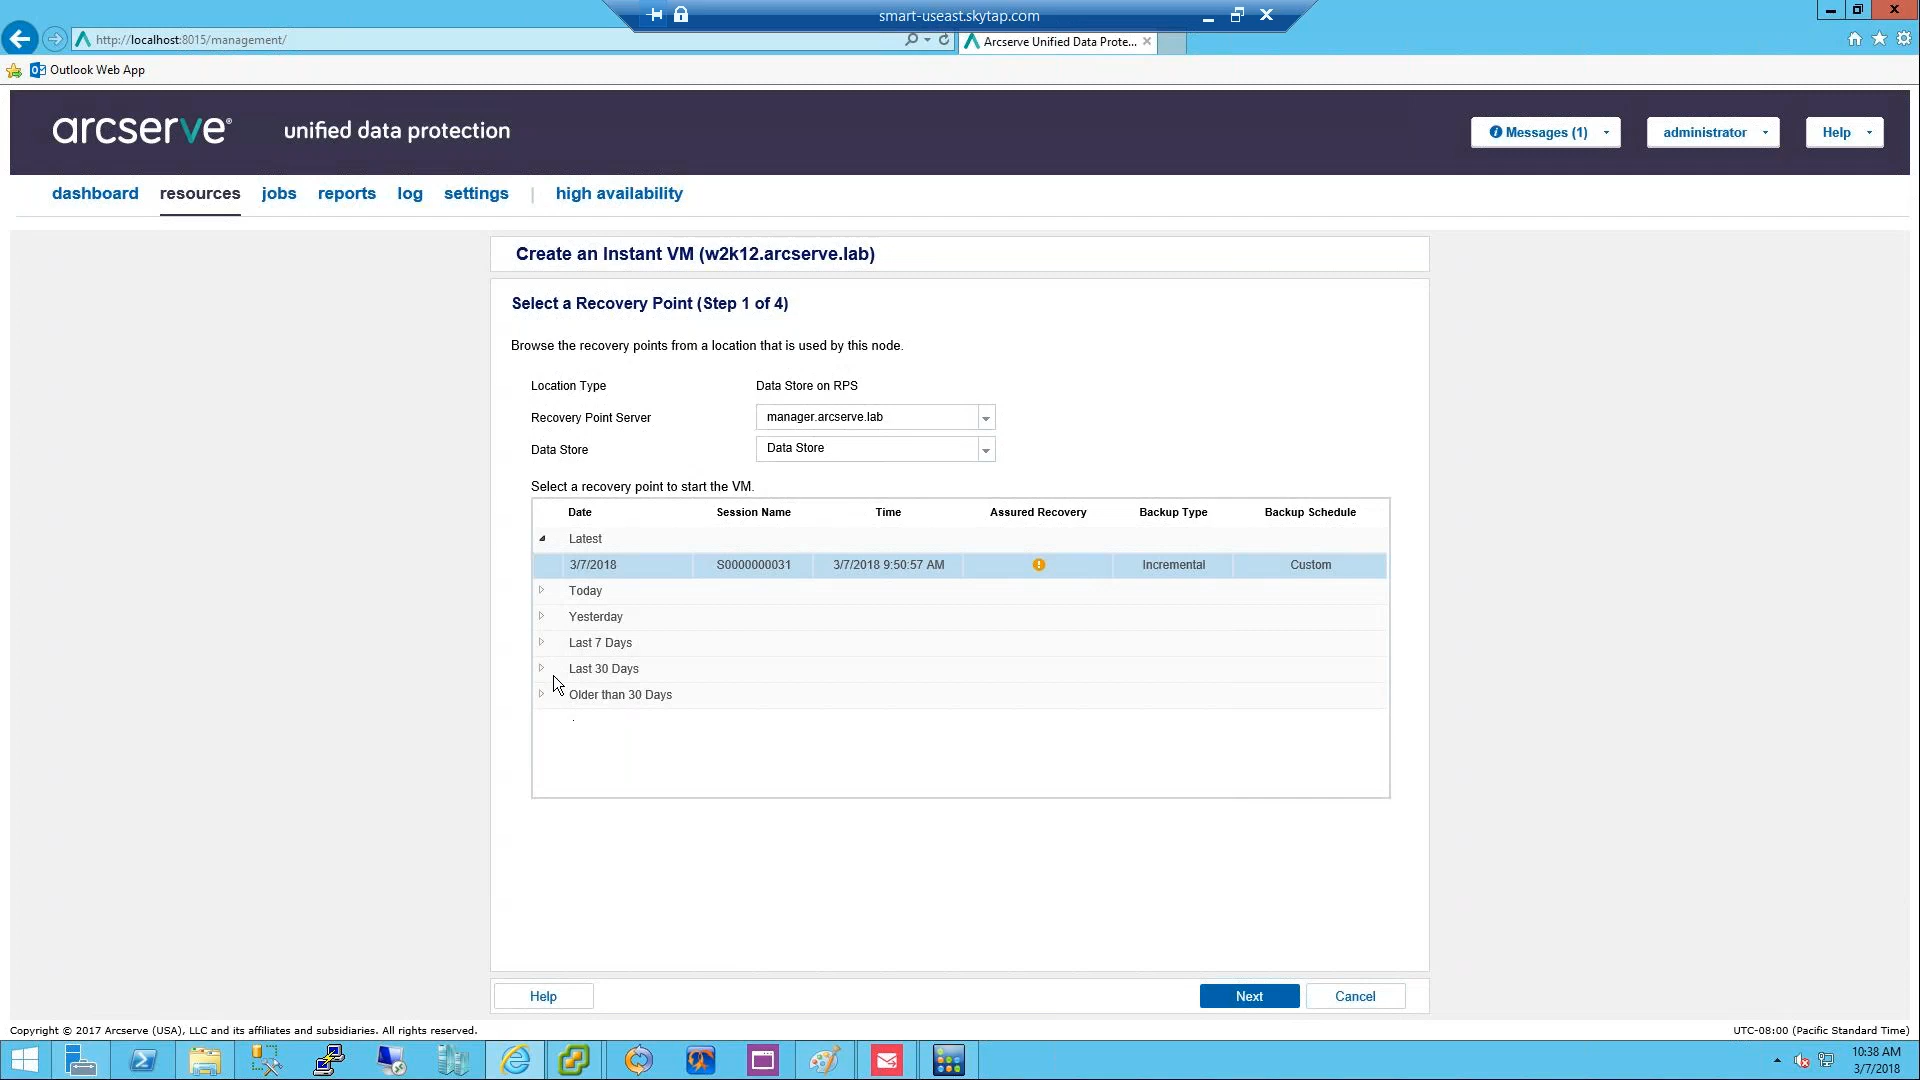 smart-useast.skytap.com
http://localhost:8015/management/
Arcserve Unified Data Prote...
Outlook Web App
arcserve®
unified data protection
Messages (1)
administrator
Help
dashboard
resources
jobs
reports
log
settings
|
high availability
Create an Instant VM (w2k12.arcserve.lab)
Select a Recovery Point (Step 1 of 4)
Browse the recovery points from a location that is used by this node.
Location Type
Data Store on RPS
Recovery Point Server
manager.arcserve.lab
Data Store
Data Store
Select a recovery point to start the VM.
Date
Session Name
Time
Assured Recovery
Backup Type
Backup Schedule
Latest
3/7/2018
S0000000031
3/7/2018 9:50:57 AM
Incremental
Custom
Today
Yesterday
Last 7 Days
Last 30 Days
Older than 30 Days
Help
Next
Cancel
Copyright © 2017 Arcserve (USA), LLC and its affiliates and subsidiaries. All rights reserved.
UTC-08:00 (Pacific Standard Time)
10:38 AM
3/7/2018